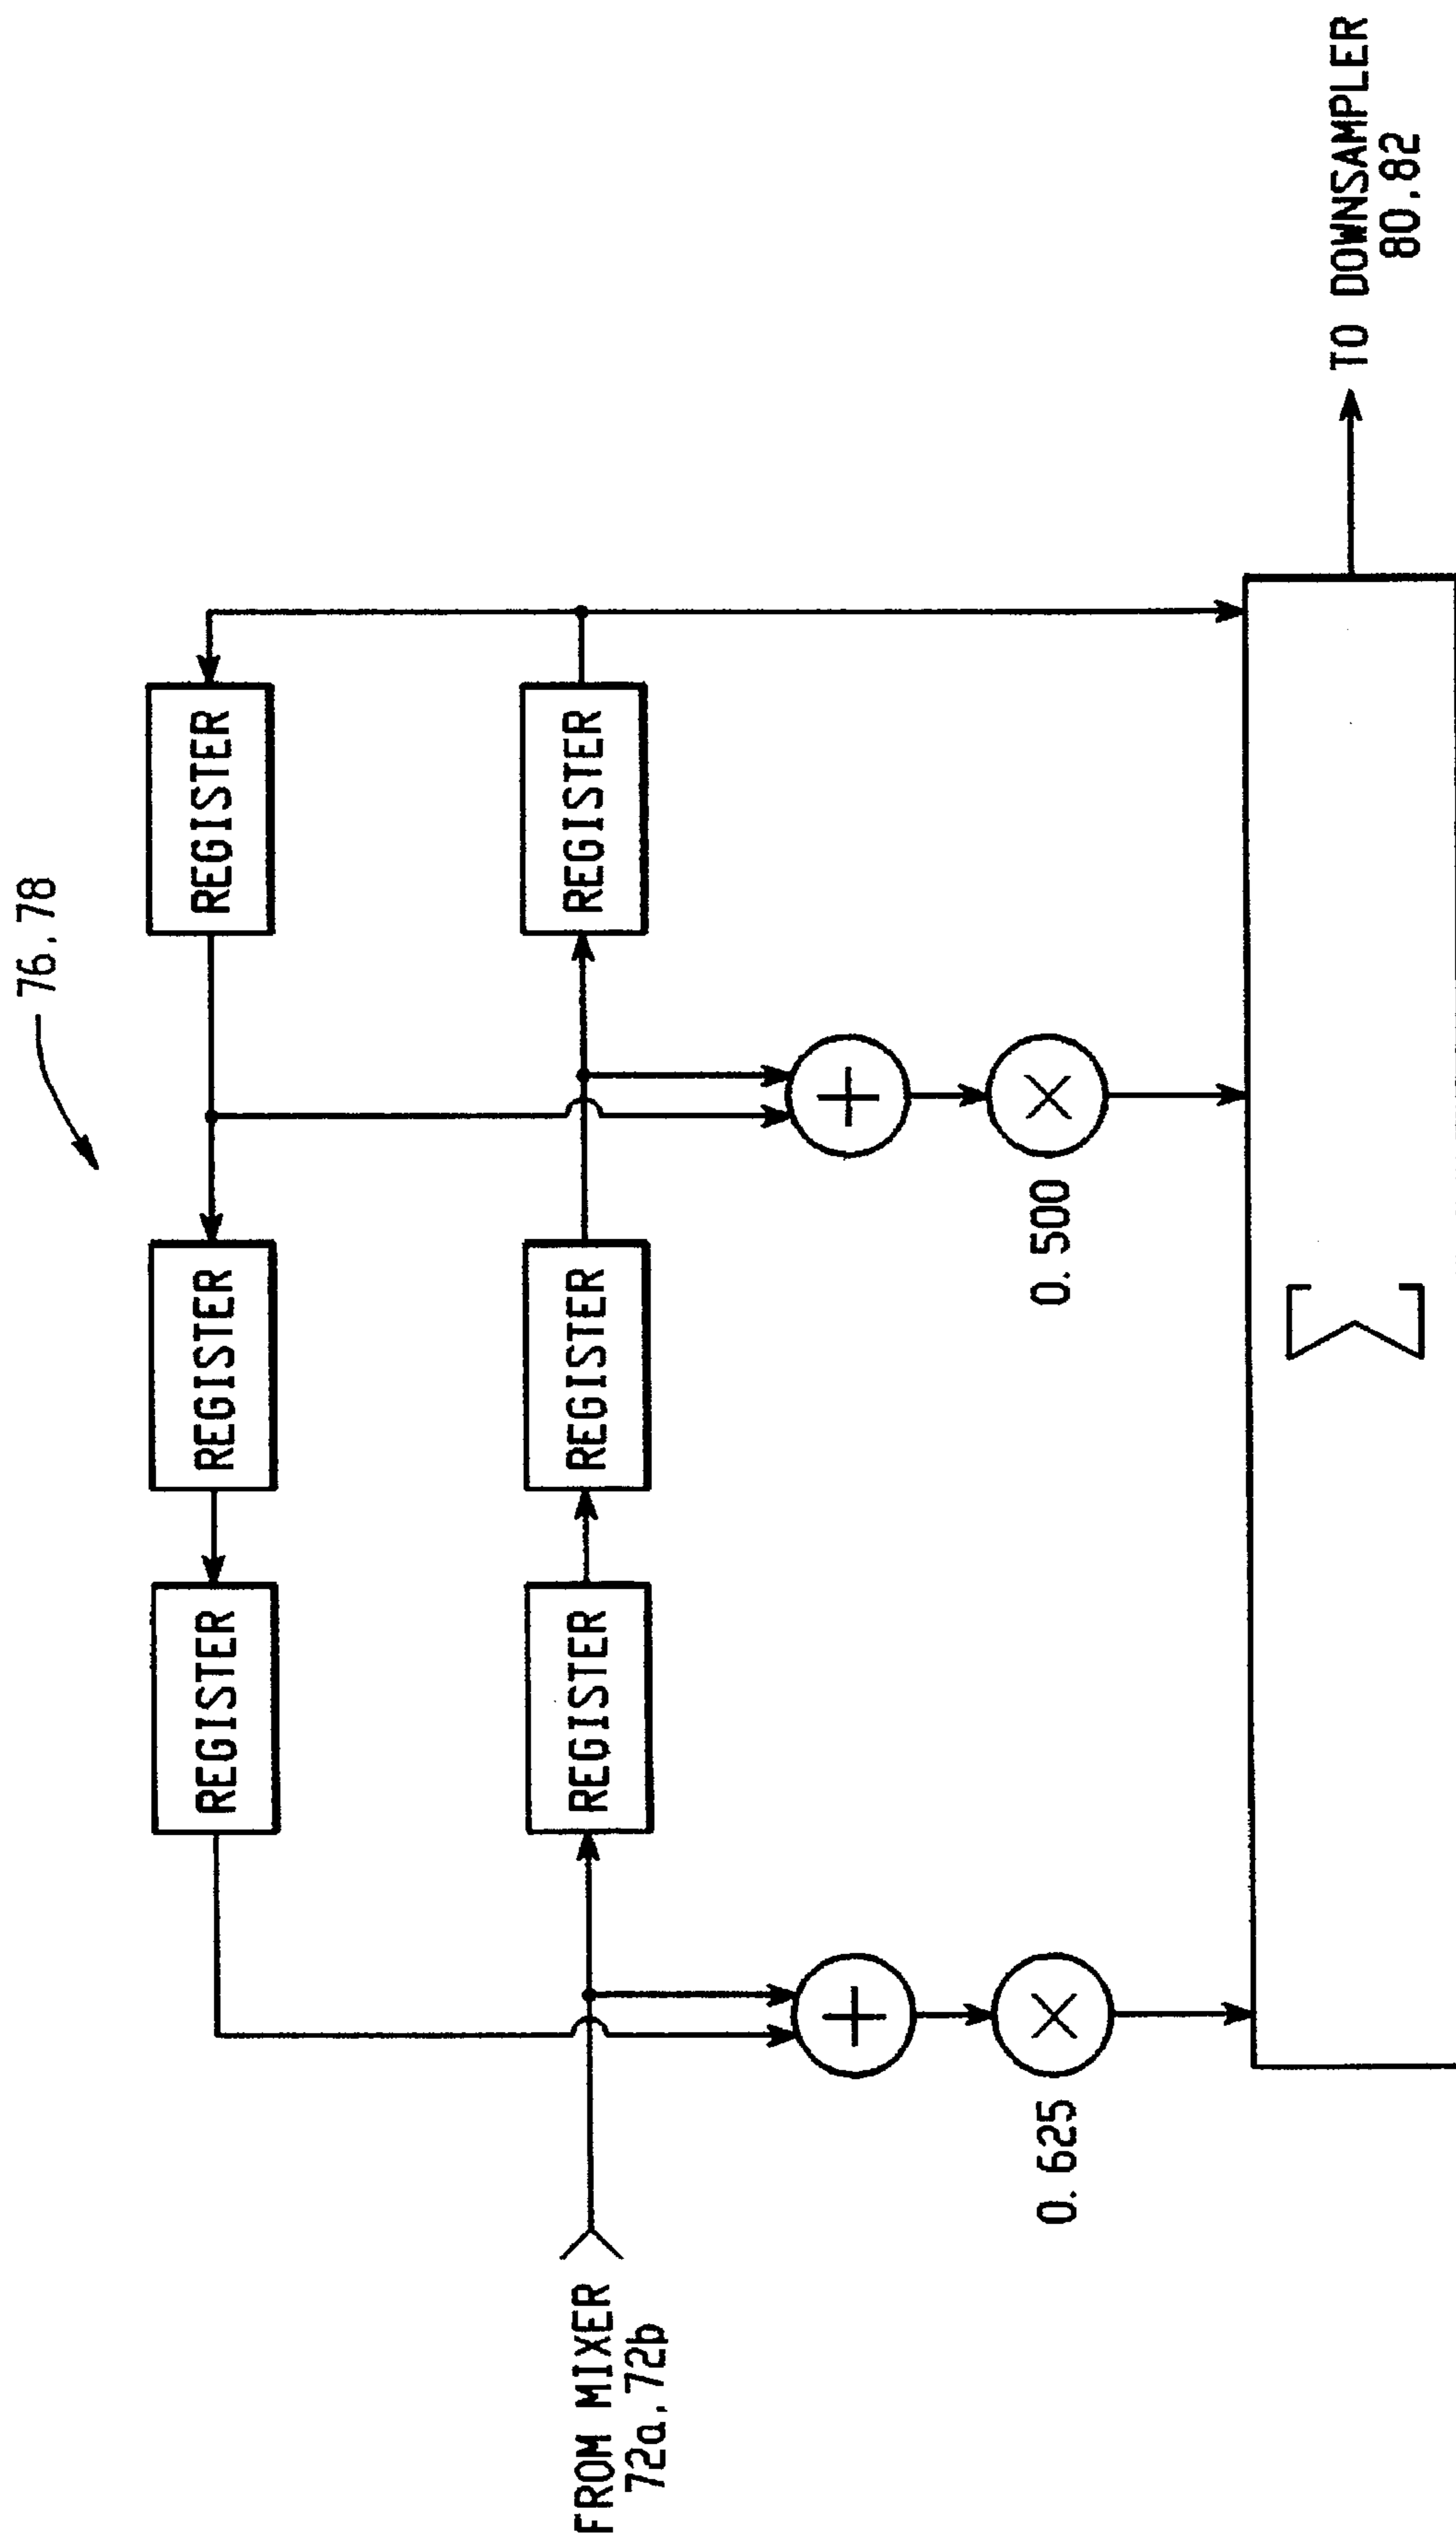 76,78
REGISTER
REGISTER
REGISTER
FROM MIXER
72a,72b
REGISTER
REGISTER
REGISTER
+
+
0.625
×
0.500
×
Σ
TO DOWNSAMPLER
80,82